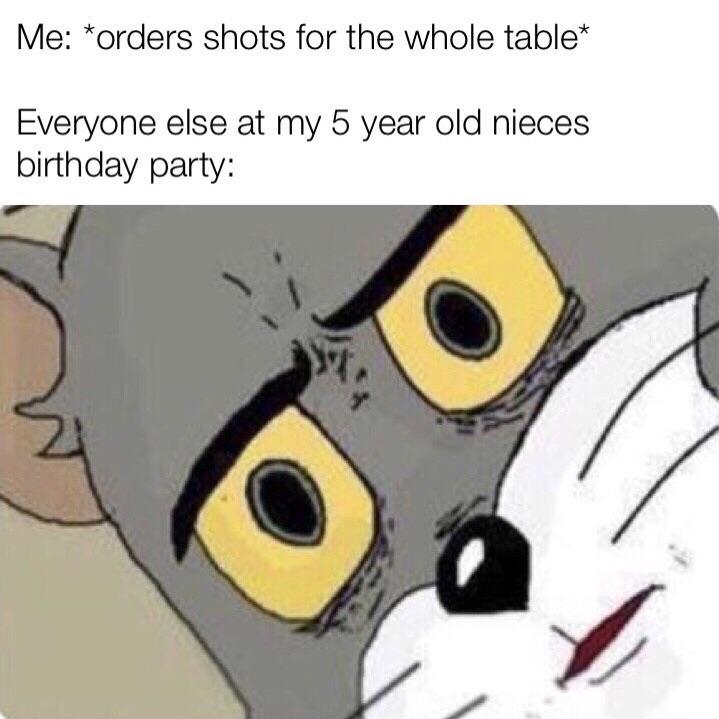 Me: *orders shots for the whole table*
Everyone else at my 5 year old nieces
birthday party: